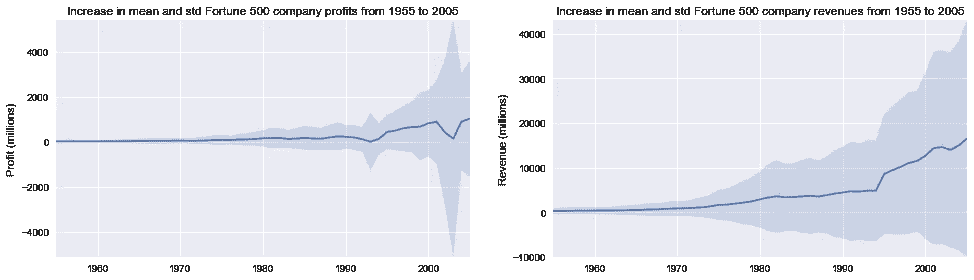 Increase in mean and std Fortune 500 company profits from 1955 to 2005
4000
2000
0
−2000
−4000
Profit (millions)
1960 1970 1980 1990 2000
Increase in mean and std Fortune 500 company revenues from 1955 to 2005
40000
30000
20000
10000
0
−10000
Revenue (millions)
1960 1970 1980 1990 2000